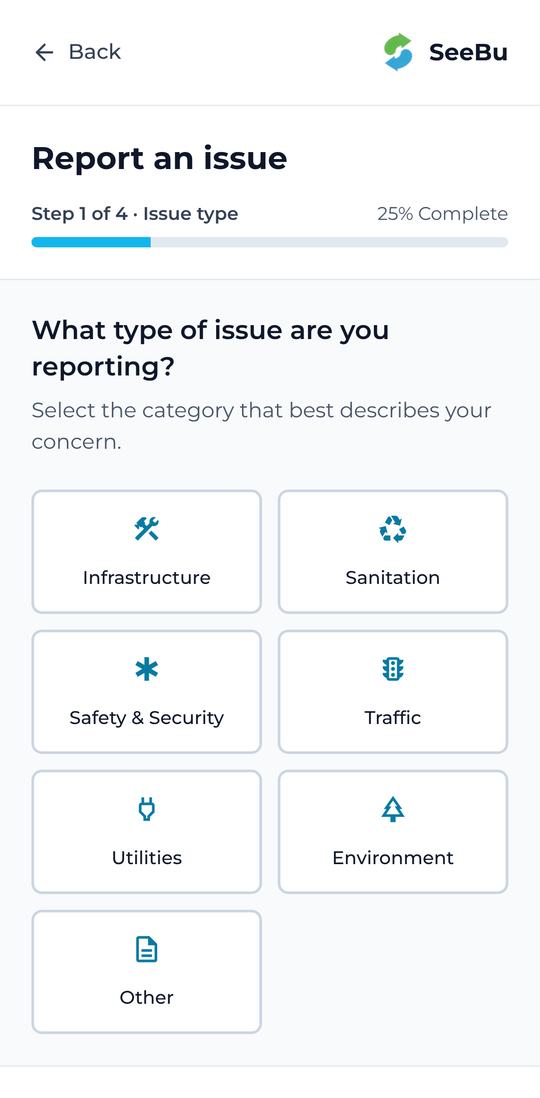 Back
SeeBu
Report an issue
Step 1 of 4 · Issue type
25% Complete
What type of issue are you
reporting?
Select the category that best describes your
concern.
Infrastructure
Sanitation
Safety & Security
Traffic
Utilities
Environment
Other